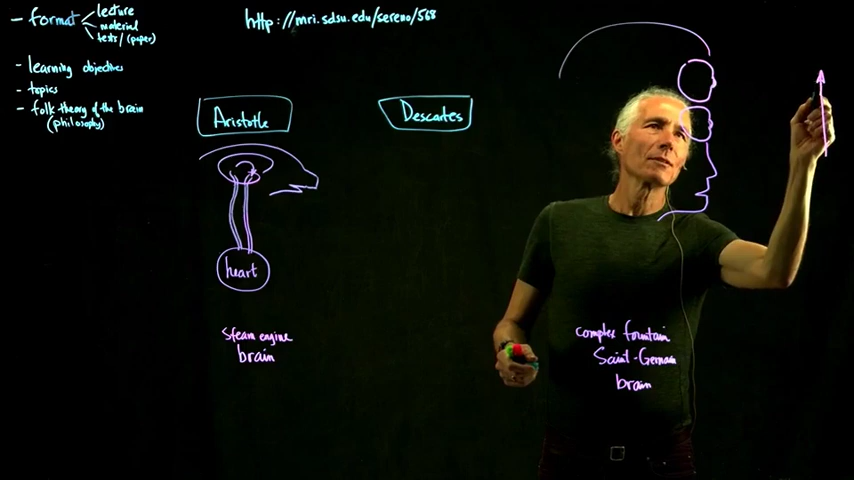 - format
lecture
material
tests/(paper)
- learning objectives
- topics
- folk theory of the brain
(philosophy)
http://mri.sdsu.edu/sereno/568
Aristotle
Descartes
heart
steam engine
brain
complex fountain
Saint-Germain
brain